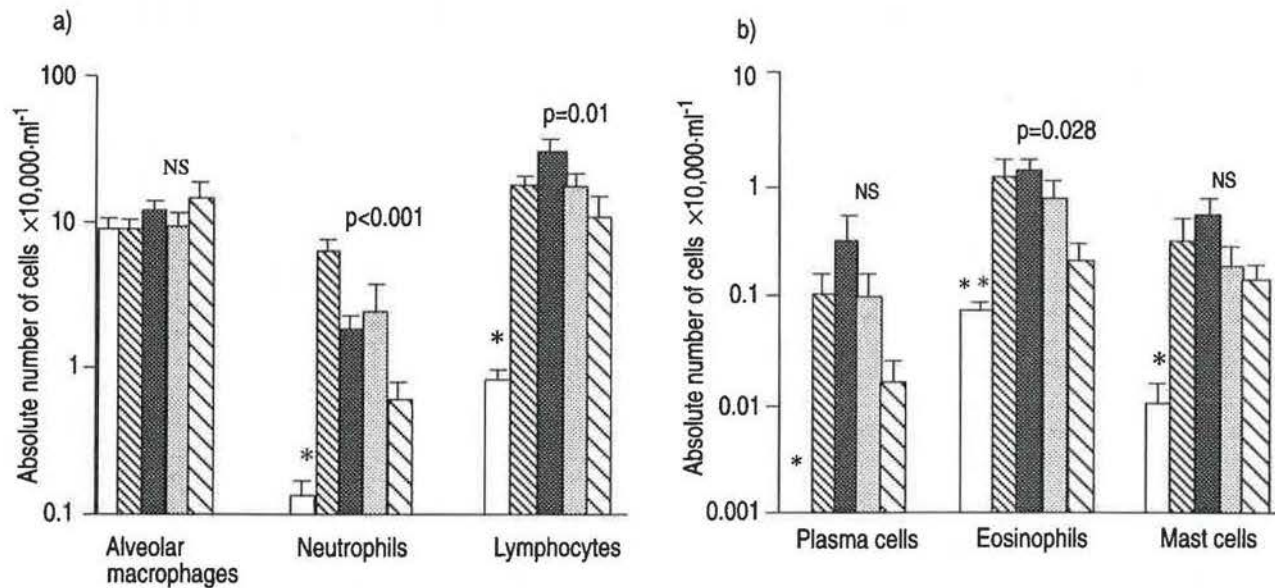 a)
Absolute number of cells ×10,000·ml⁻¹
100
10
1
0.1
NS
p<0.001
p=0.01
*
*
Alveolar
macrophages
Neutrophils
Lymphocytes
b)
Absolute number of cells ×10,000·ml⁻¹
10
1
0.1
0.01
0.001
NS
p=0.028
NS
*
* *
*
Plasma cells
Eosinophils
Mast cells